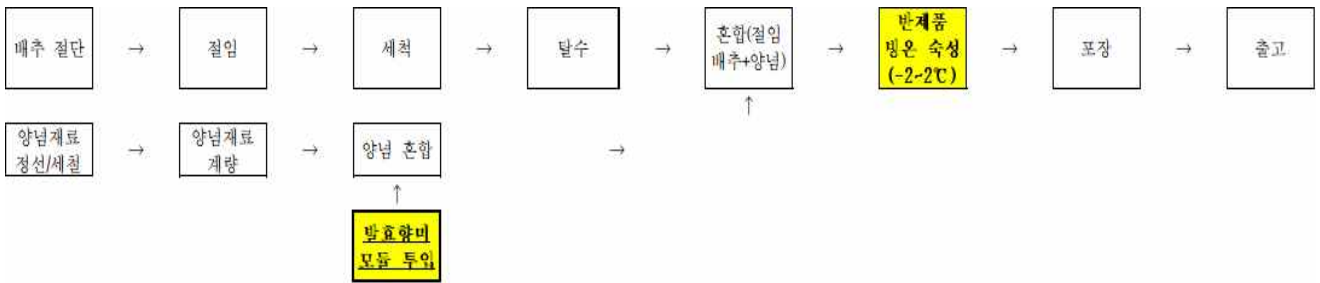 배추 절단 → 절임 → 세척 → 탈수 → 혼합(절임
배추+양념) → 반제품
빙온 숙성
(-2~2℃) → 포장 → 출고
↑
양념재료
정선/세철 → 양념재료
계량 → 양념 혼합 →
↑
발효향미
모듈 투입